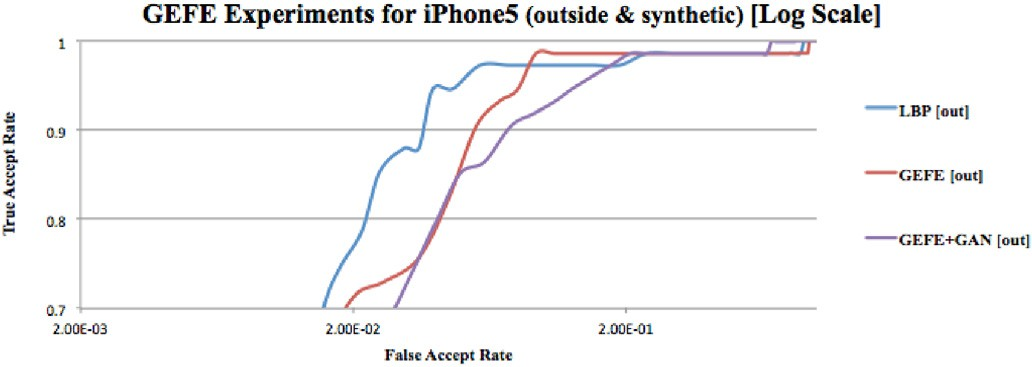 GEFE Experiments for iPhone5 (outside & synthetic) [Log Scale]
True Accept Rate
1
0.9
0.8
0.7
2.00E-03
2.00E-02
2.00E-01
False Accept Rate
LBP [out]
GEFE [out]
GEFE+GAN [out]